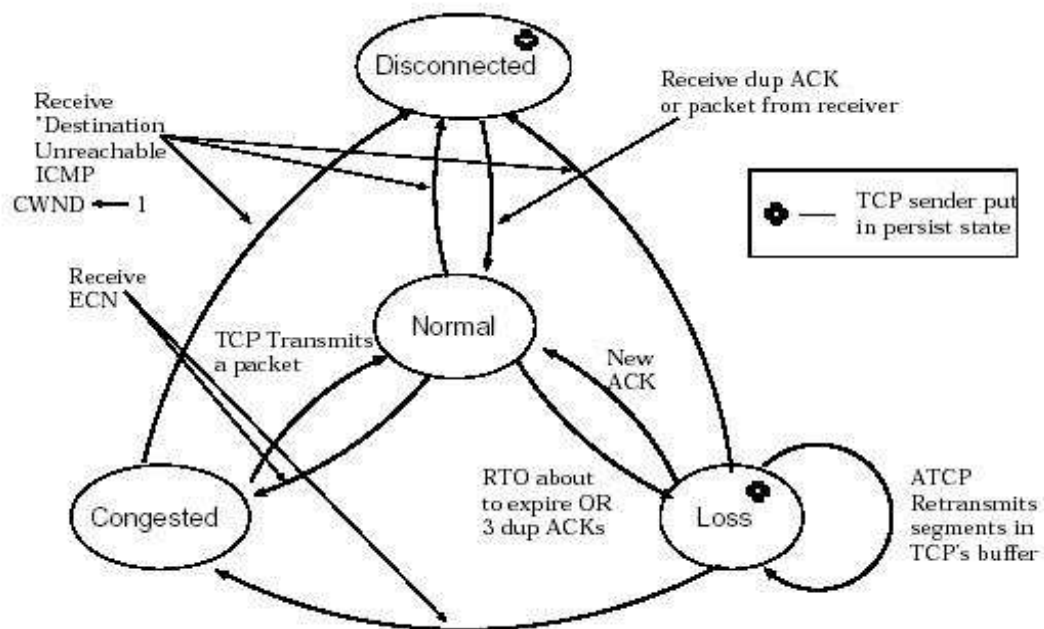 Disconnected
Receive
"Destination
Unreachable
ICMP
CWND 1
Receive dup ACK
or packet from receiver
TCP sender put
in persist state
Receive
ECN
TCP Transmits
a packet
Normal
New
ACK
RTO about
to expire OR
3 dup ACKs
Congested
Loss
ATCP
Retransmits
segments in
TCP's buffer